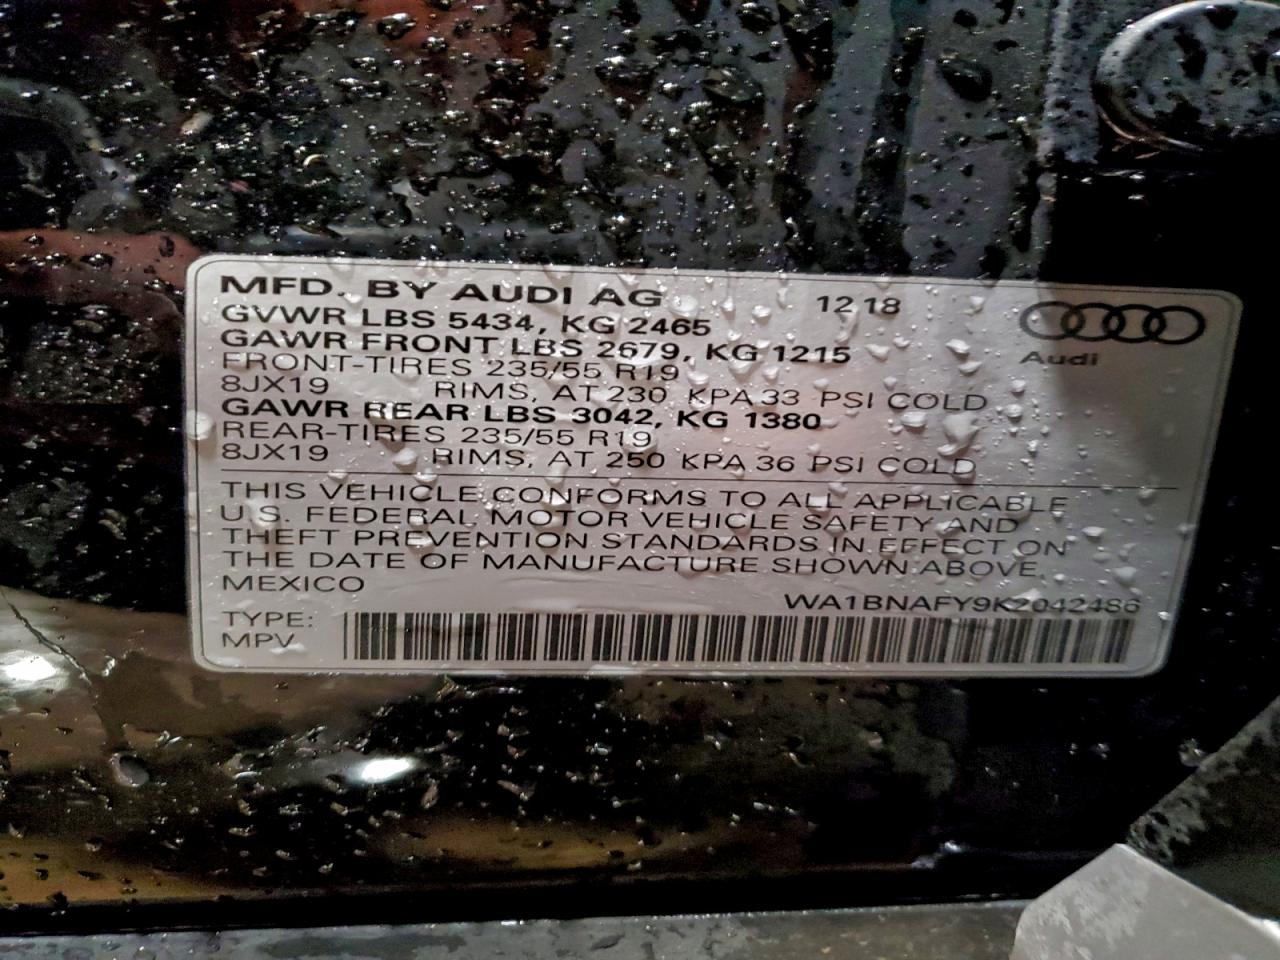 MFD. BY AUDI AG 12 18
GVWR LBS 5434, KG 2465
GAWR FRONT LBS 2679, KG 1215
Audi
FRONT-TIRES 235/55 R19
8JX19 RIMS, AT 230 KPA 33 PSI COLD
GAWR REAR LBS 3042, KG 1380
REAR-TIRES 235/55 R19
8JX19 RIMS, AT 250 KPA 36 PSI COLD
THIS VEHICLE CONFORMS TO ALL APPLICABLE
U.S. FEDERAL MOTOR VEHICLE SAFETY AND
THEFT PREVENTION STANDARDS IN EFFECT ON
THE DATE OF MANUFACTURE SHOWN ABOVE.
MEXICO
WA1BNAFY9K2042486
TYPE:
MPV